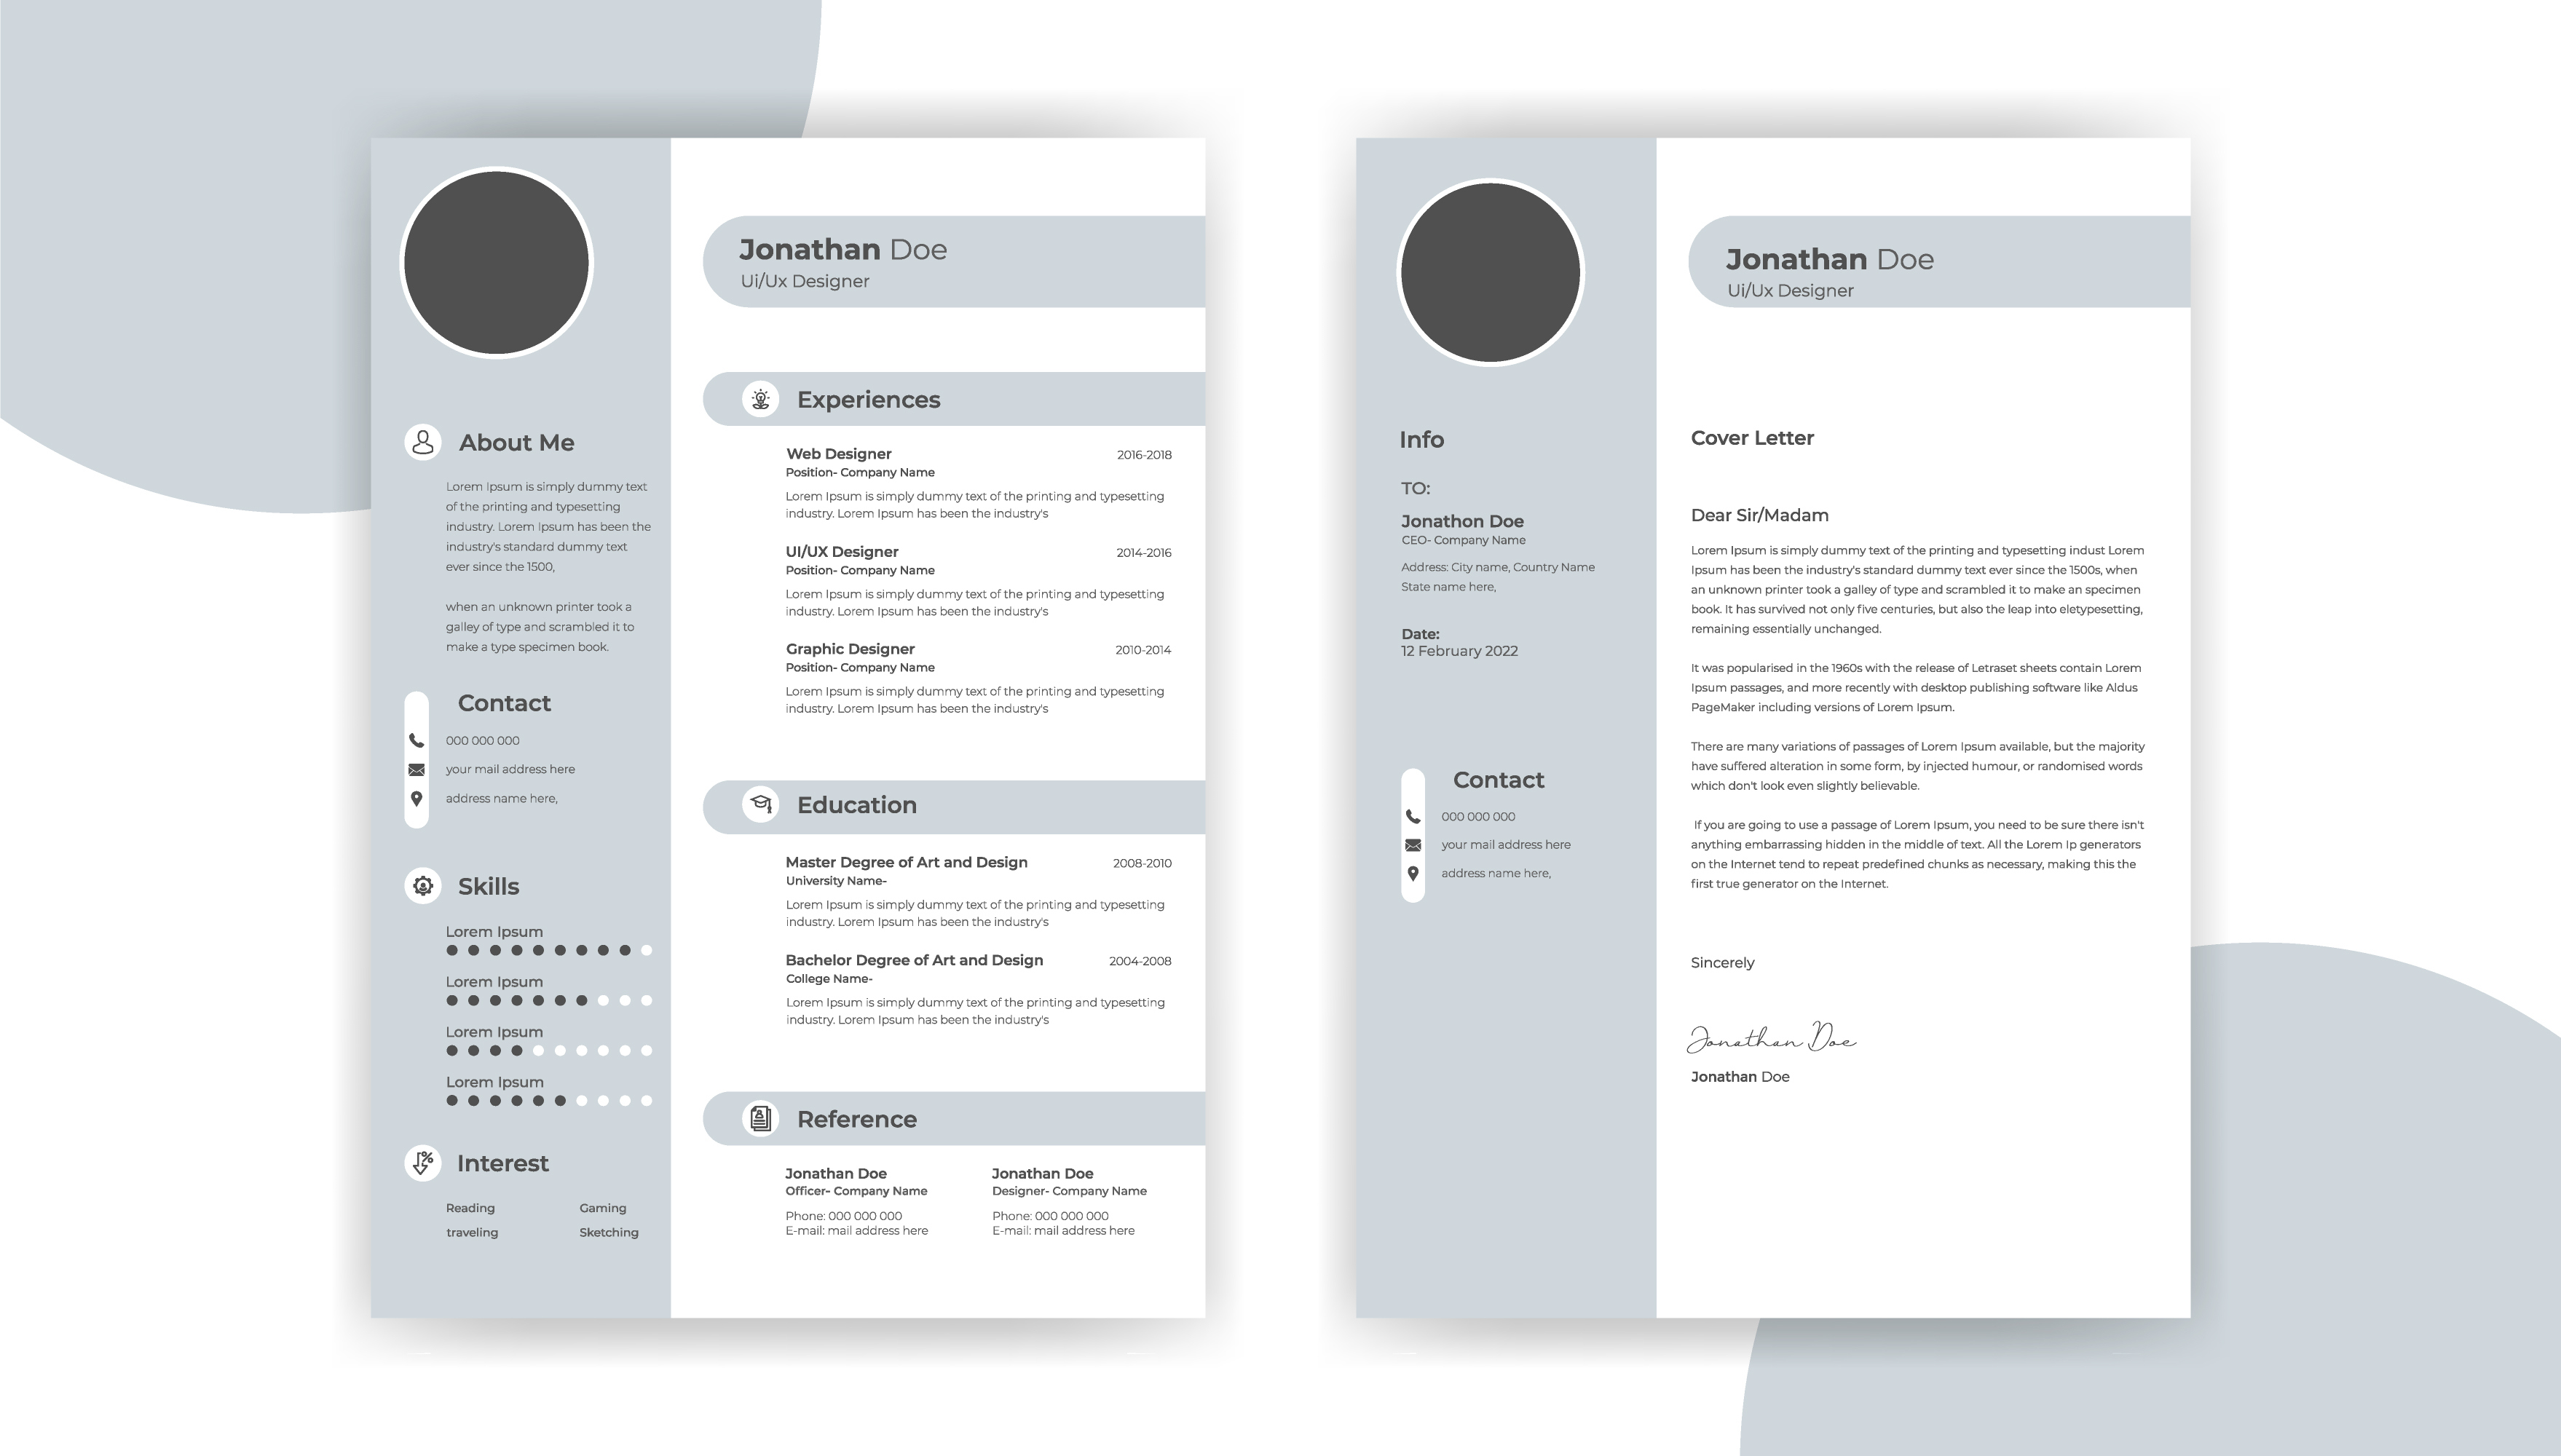 Jonathan Doe
Ui/Ux Designer
About Me
Lorem Ipsum is simply dummy text
of the printing and typesetting
industry. Lorem Ipsum has been the
industry's standard dummy text
ever since the 1500,
when an unknown printer took a
galley of type and scrambled it to
make a type specimen book.
Contact
000 000 000
your mail address here
address name here,
Skills
Lorem Ipsum
Lorem Ipsum
Lorem Ipsum
Lorem Ipsum
Interest
Reading Gaming
traveling Sketching
Experiences
Web Designer 2016-2018
Position- Company Name
Lorem Ipsum is simply dummy text of the printing and typesetting
industry. Lorem Ipsum has been the industry's
UI/UX Designer 2014-2016
Position- Company Name
Lorem Ipsum is simply dummy text of the printing and typesetting
industry. Lorem Ipsum has been the industry's
Graphic Designer 2010-2014
Position- Company Name
Lorem Ipsum is simply dummy text of the printing and typesetting
industry. Lorem Ipsum has been the industry's
Education
Master Degree of Art and Design 2008-2010
University Name-
Lorem Ipsum is simply dummy text of the printing and typesetting
industry. Lorem Ipsum has been the industry's
Bachelor Degree of Art and Design 2004-2008
College Name-
Lorem Ipsum is simply dummy text of the printing and typesetting
industry. Lorem Ipsum has been the industry's
Reference
Jonathan Doe
Officer- Company Name
Phone: 000 000 000
E-mail: mail address here
Jonathan Doe
Designer- Company Name
Phone: 000 000 000
E-mail: mail address here
Jonathan Doe
Ui/Ux Designer
Info
TO:
Jonathon Doe
CEO- Company Name
Address: City name, Country Name
State name here,
Date:
12 February 2022
Contact
000 000 000
your mail address here
address name here,
Cover Letter
Dear Sir/Madam
Lorem Ipsum is simply dummy text of the printing and typesetting indust Lorem
Ipsum has been the industry's standard dummy text ever since the 1500s, when
an unknown printer took a galley of type and scrambled it to make an specimen
book. It has survived not only five centuries, but also the leap into eletypesetting,
remaining essentially unchanged.
It was popularised in the 1960s with the release of Letraset sheets contain Lorem
Ipsum passages, and more recently with desktop publishing software like Aldus
PageMaker including versions of Lorem Ipsum.
There are many variations of passages of Lorem Ipsum available, but the majority
have suffered alteration in some form, by injected humour, or randomised words
which don't look even slightly believable.
If you are going to use a passage of Lorem Ipsum, you need to be sure there isn't
anything embarrassing hidden in the middle of text. All the Lorem Ip generators
on the Internet tend to repeat predefined chunks as necessary, making this the
first true generator on the Internet.
Sincerely
Jonathan Doe
Jonathan Doe